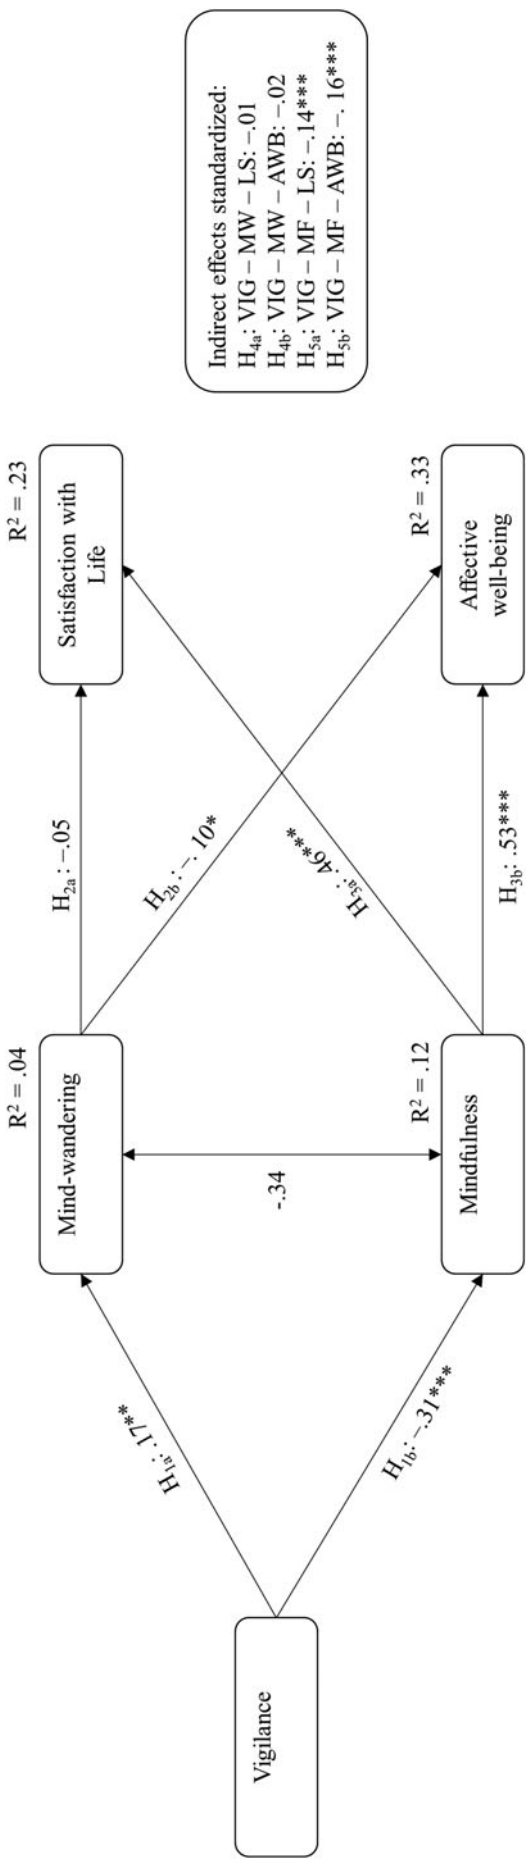 Vigilance
H1a: .17**
H1b: –.31***
R² = .04
Mind-wandering
-.34
R² = .12
Mindfulness
H2a: –.05
H2b: –. 10*
H3a: .46***
H3b: .53***
R² = .23
Satisfaction with
Life
R² = .33
Affective
well-being
Indirect effects standardized:
H4a: VIG – MW – LS: –.01
H4b: VIG – MW – AWB: –.02
H5a: VIG – MF – LS: –.14***
H5b: VIG – MF – AWB: –. 16***